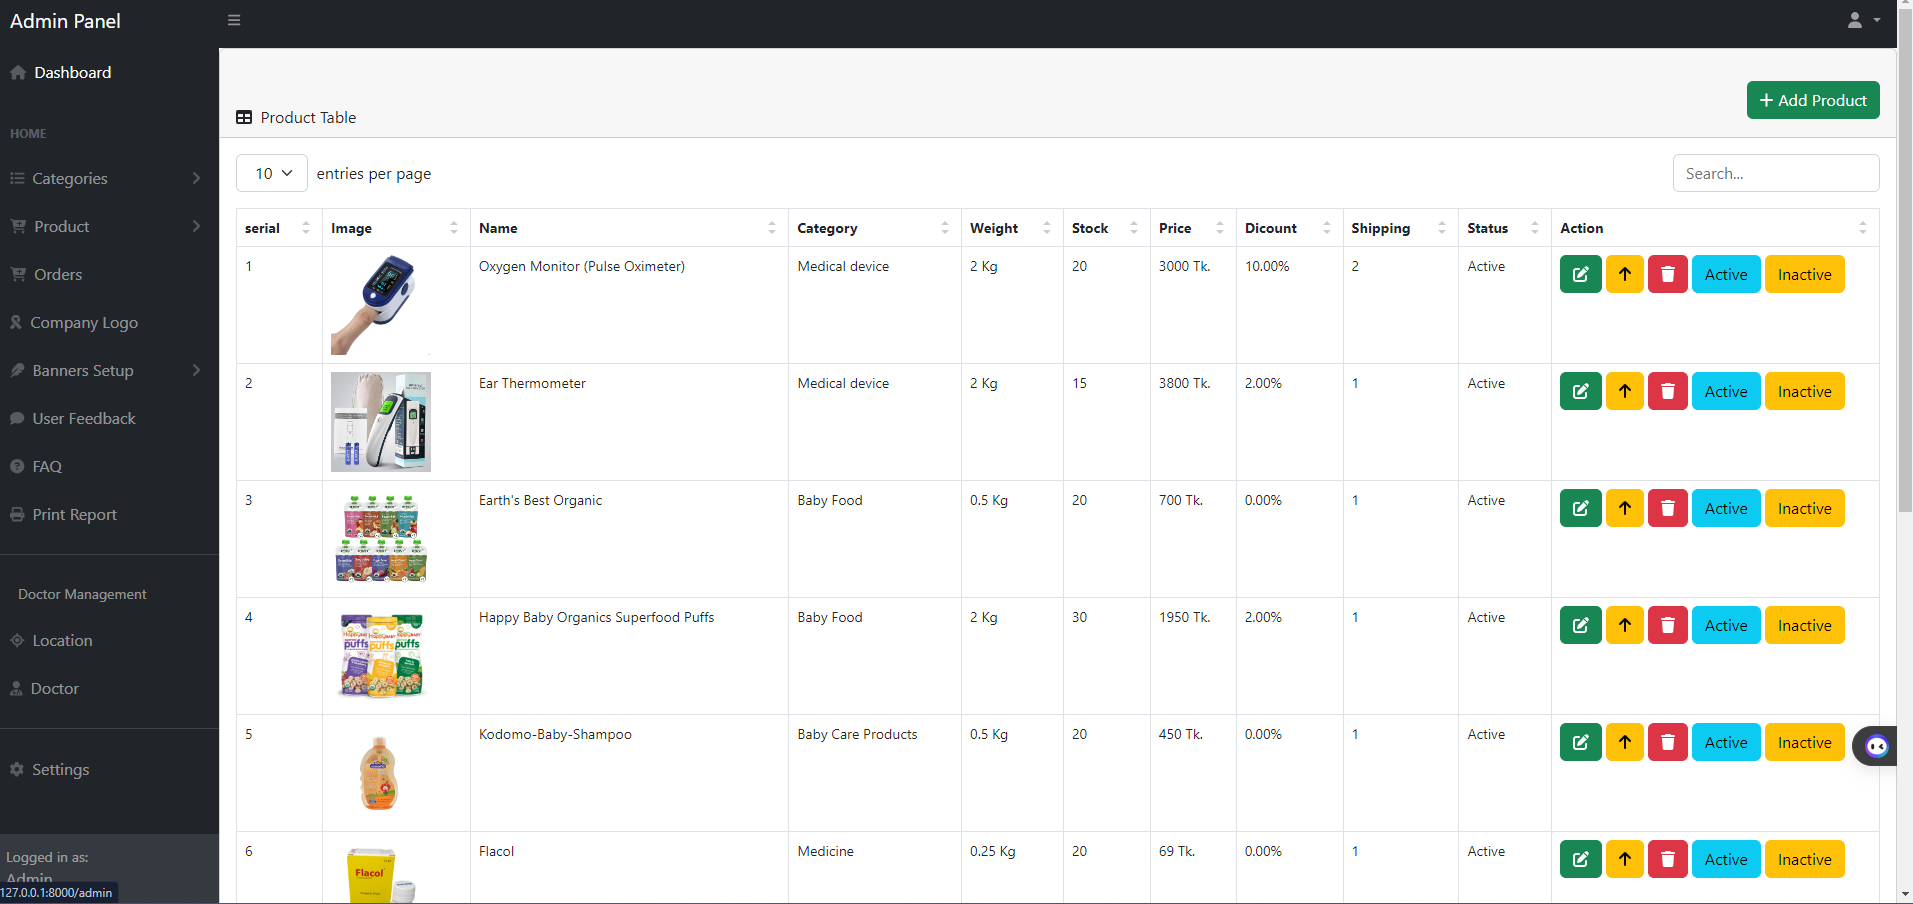 Admin Panel
Dashboard
HOME
Categories
Product
Orders
Company Logo
Banners Setup
User Feedback
FAQ
Print Report
Doctor Management
Location
Doctor
Settings
Logged in as:
Admin
127.0.0.1:8000/admin
Add Product
Product Table
10 entries per page
Search...
serial Image Name Category Weight Stock Price Dicount Shipping Status Action
1 Oxygen Monitor (Pulse Oximeter) Medical device 2 Kg 20 3000 Tk. 10.00% 2 Active Active Inactive
2 Ear Thermometer Medical device 2 Kg 15 3800 Tk. 2.00% 1 Active Active Inactive
3 Earth's Best Organic Baby Food 0.5 Kg 20 700 Tk. 0.00% 1 Active Active Inactive
4 Happy Baby Organics Superfood Puffs Baby Food 2 Kg 30 1950 Tk. 2.00% 1 Active Active Inactive
puffs puffs puffs
5 Kodomo-Baby-Shampoo Baby Care Products 0.5 Kg 20 450 Tk. 0.00% 1 Active Active Inactive
6 Flacol Medicine 0.25 Kg 20 69 Tk. 0.00% 1 Active Active Inactive
Flacol